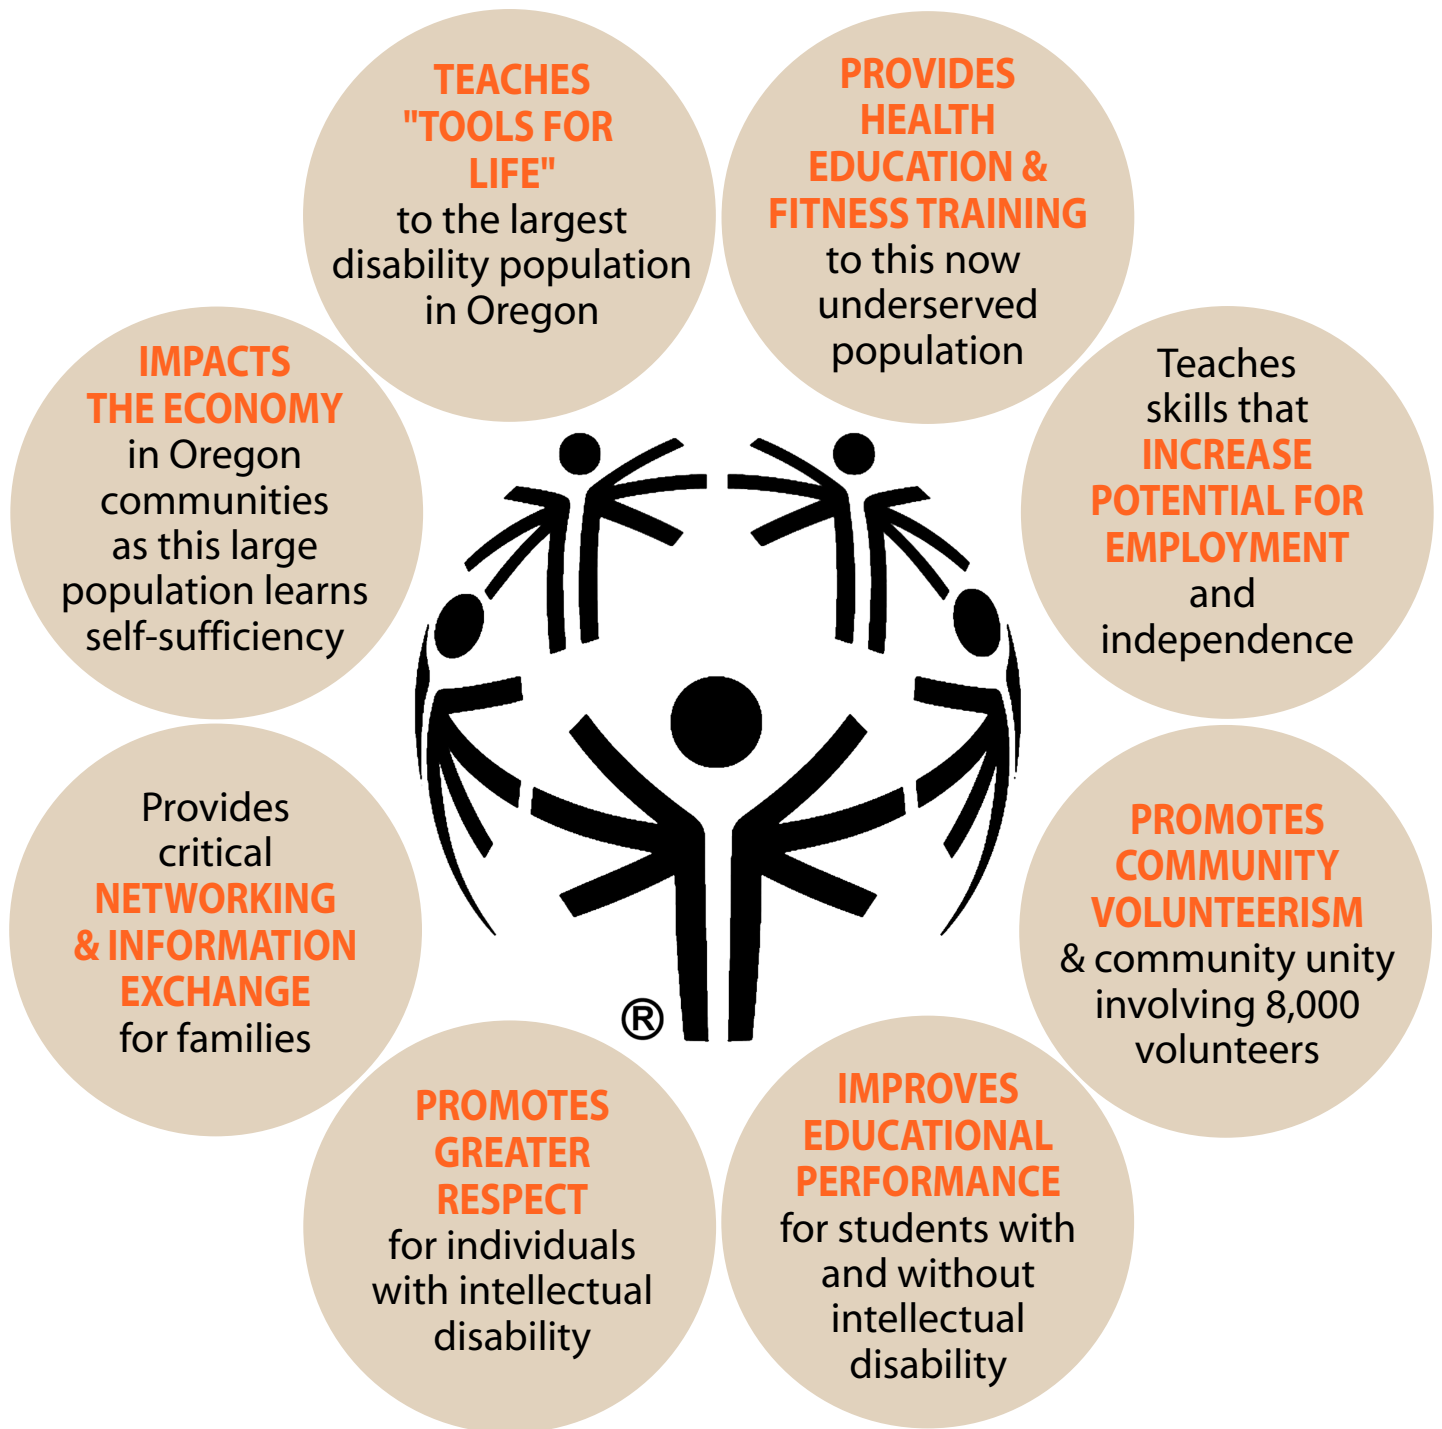 TEACHES
"TOOLS FOR
LIFE"
to the largest
disability population
in Oregon
PROVIDES
HEALTH
EDUCATION &
FITNESS TRAINING
to this now
underserved
population
Teaches
skills that
INCREASE
POTENTIAL FOR
EMPLOYMENT
and
independence
PROMOTES
COMMUNITY
VOLUNTEERISM
& community unity
involving 8,000
volunteers
IMPROVES
EDUCATIONAL
PERFORMANCE
for students with
and without
intellectual
disability
PROMOTES
GREATER
RESPECT
for individuals
with intellectual
disability
Provides
critical
NETWORKING
& INFORMATION
EXCHANGE
for families
IMPACTS
THE ECONOMY
in Oregon
communities
as this large
population learns
self-sufficiency
®